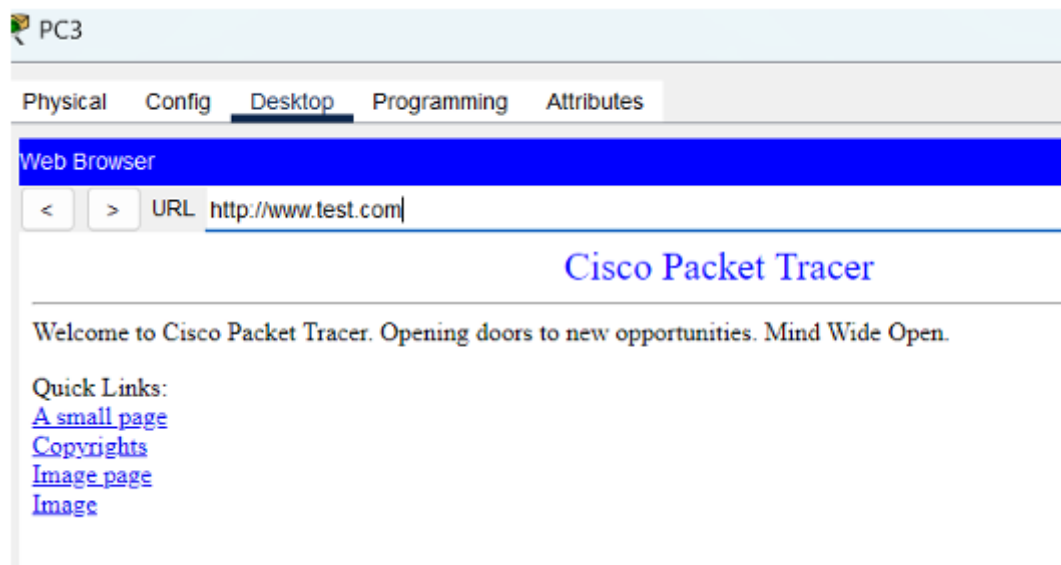 PC3
Physical Config Desktop Programming Attributes
Web Browser
< > URL http://www.test.com
Cisco Packet Tracer
Welcome to Cisco Packet Tracer. Opening doors to new opportunities. Mind Wide Open.
Quick Links:
A small page
Copyrights
Image page
Image